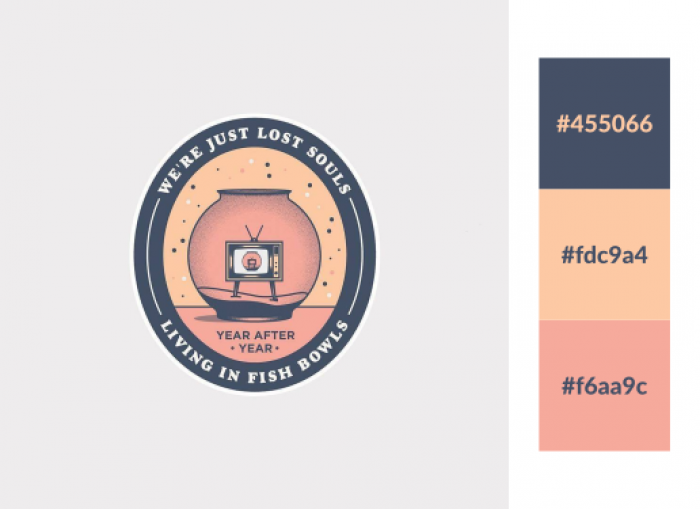 WE'RE JUST LOST SOULS
YEAR AFTER
• YEAR •
LIVING IN FISH BOWLS
#455066
#fdc9a4
#f6aa9c